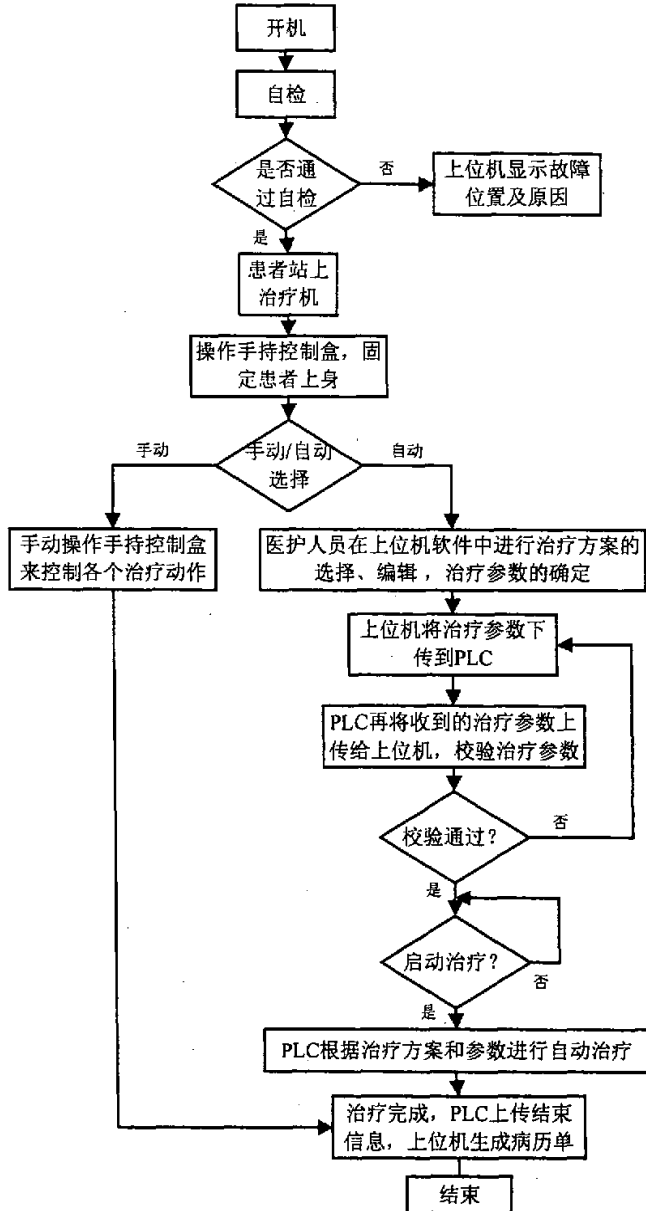 开机
自检
是否通
过自检
否
上位机显示故障
位置及原因
是
患者站上
治疗机
操作手持控制盒，固
定患者上身
手动/自动
选择
手动
自动
手动操作手持控制盒
来控制各个治疗动作
医护人员在上位机软件中进行治疗方案的
选择、编辑，治疗参数的确定
上位机将治疗参数下
传到PLC
PLC再将收到的治疗参数上
传给上位机，校验治疗参数
校验通过？
否
是
启动治疗？
否
是
PLC根据治疗方案和参数进行自动治疗
治疗完成，PLC上传结束
信息，上位机生成病历单
结束